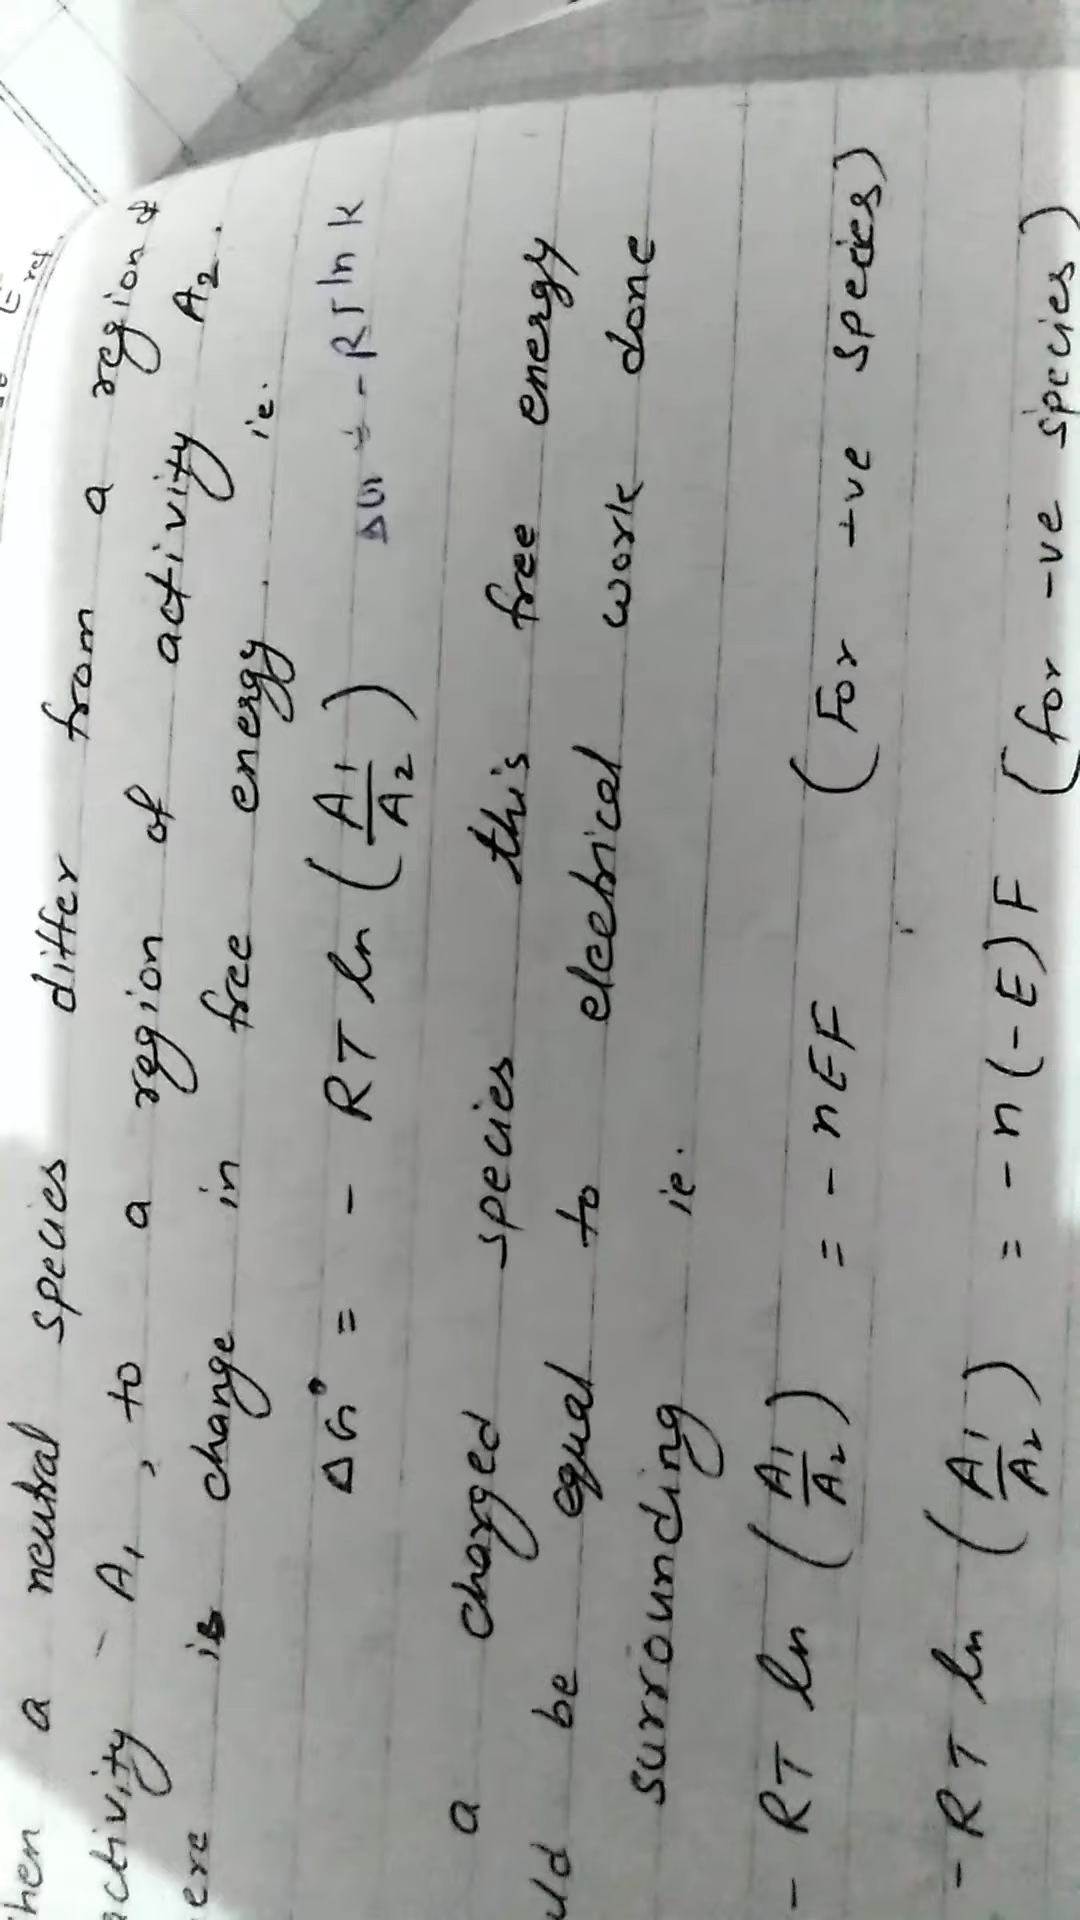 hen a neutral species differ from a region of
activity - A1, to a region of activity A2.
ere is change in free energy ie.
ΔG° = - RT ln (A1/A2) ΔG = - RT ln K
a charged species this free energy
uld be equal to electrical work done
surrounding ie.
- RT ln (A1/A2) = - nEF (For +ve species)
- RT ln (A1/A2) = - n(-E)F (for -ve species)
Eref.